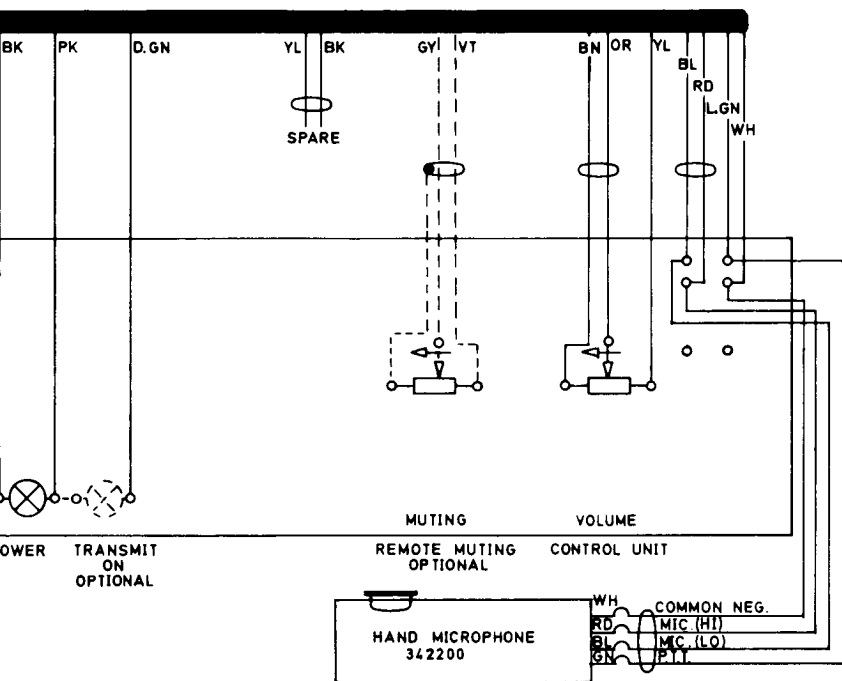 BK PK D.GN YL BK GY VT BN OR YL
BL
RD
L.GN
WH
SPARE
MUTING VOLUME
OWER TRANSMIT ON OPTIONAL
REMOTE MUTING OPTIONAL
CONTROL UNIT
HAND MICROPHONE
342200
WH COMMON NEG.
RD MIC.(HI)
BL MIC.(LO)
GN P.T.T.